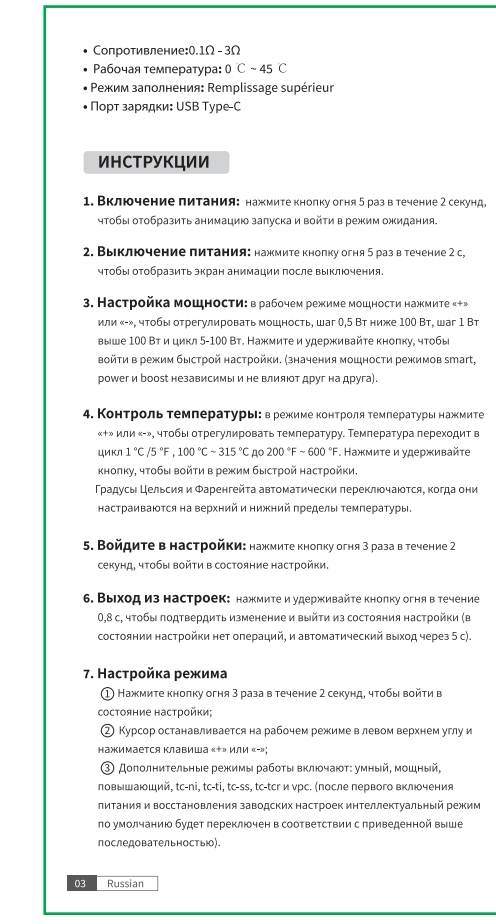 • Сопротивление:0.1Ω - 3Ω
• Рабочая температура: 0 ℃ ~ 45 ℃
• Режим заполнения: Remplissage supérieur
• Порт зарядки: USB Type-C
ИНСТРУКЦИИ
1. Включение питания: нажмите кнопку огня 5 раз в течение 2 секунд,
чтобы отобразить анимацию запуска и войти в режим ожидания.
2. Выключение питания: нажмите кнопку огня 5 раз в течение 2 с,
чтобы отобразить экран анимации после выключения.
3. Настройка мощности: в рабочем режиме мощности нажмите «+»
или «-», чтобы отрегулировать мощность, шаг 0,5 Вт ниже 100 Вт, шаг 1 Вт
выше 100 Вт и цикл 5-100 Вт. Нажмите и удерживайте кнопку, чтобы
войти в режим быстрой настройки. (значения мощности режимов smart,
power и boost независимы и не влияют друг на друга).
4. Контроль температуры: в режиме контроля температуры нажмите
«+» или «-», чтобы отрегулировать температуру. Температура переходит в
цикл 1 °C /5 °F , 100 °C ~ 315 °C до 200 °F ~ 600 °F. Нажмите и удерживайте
кнопку, чтобы войти в режим быстрой настройки.
Градусы Цельсия и Фаренгейта автоматически переключаются, когда они
настраиваются на верхний и нижний пределы температуры.
5. Войдите в настройки: нажмите кнопку огня 3 раза в течение 2
секунд, чтобы войти в состояние настройки.
6. Выход из настроек: нажмите и удерживайте кнопку огня в течение
0,8 с, чтобы подтвердить изменение и выйти из состояния настройки (в
состоянии настройки нет операций, и автоматический выход через 5 с).
7. Настройка режима
① Нажмите кнопку огня 3 раза в течение 2 секунд, чтобы войти в
состояние настройки;
② Курсор останавливается на рабочем режиме в левом верхнем углу и
нажимается клавиша «+» или «-»;
③ Дополнительные режимы работы включают: умный, мощный,
повышающий, tc-ni, tc-ti, tc-ss, tc-tcr и vpc. (после первого включения
питания и восстановления заводских настроек интеллектуальный режим
по умолчанию будет переключен в соответствии с приведенной выше
последовательностью).
03 Russian